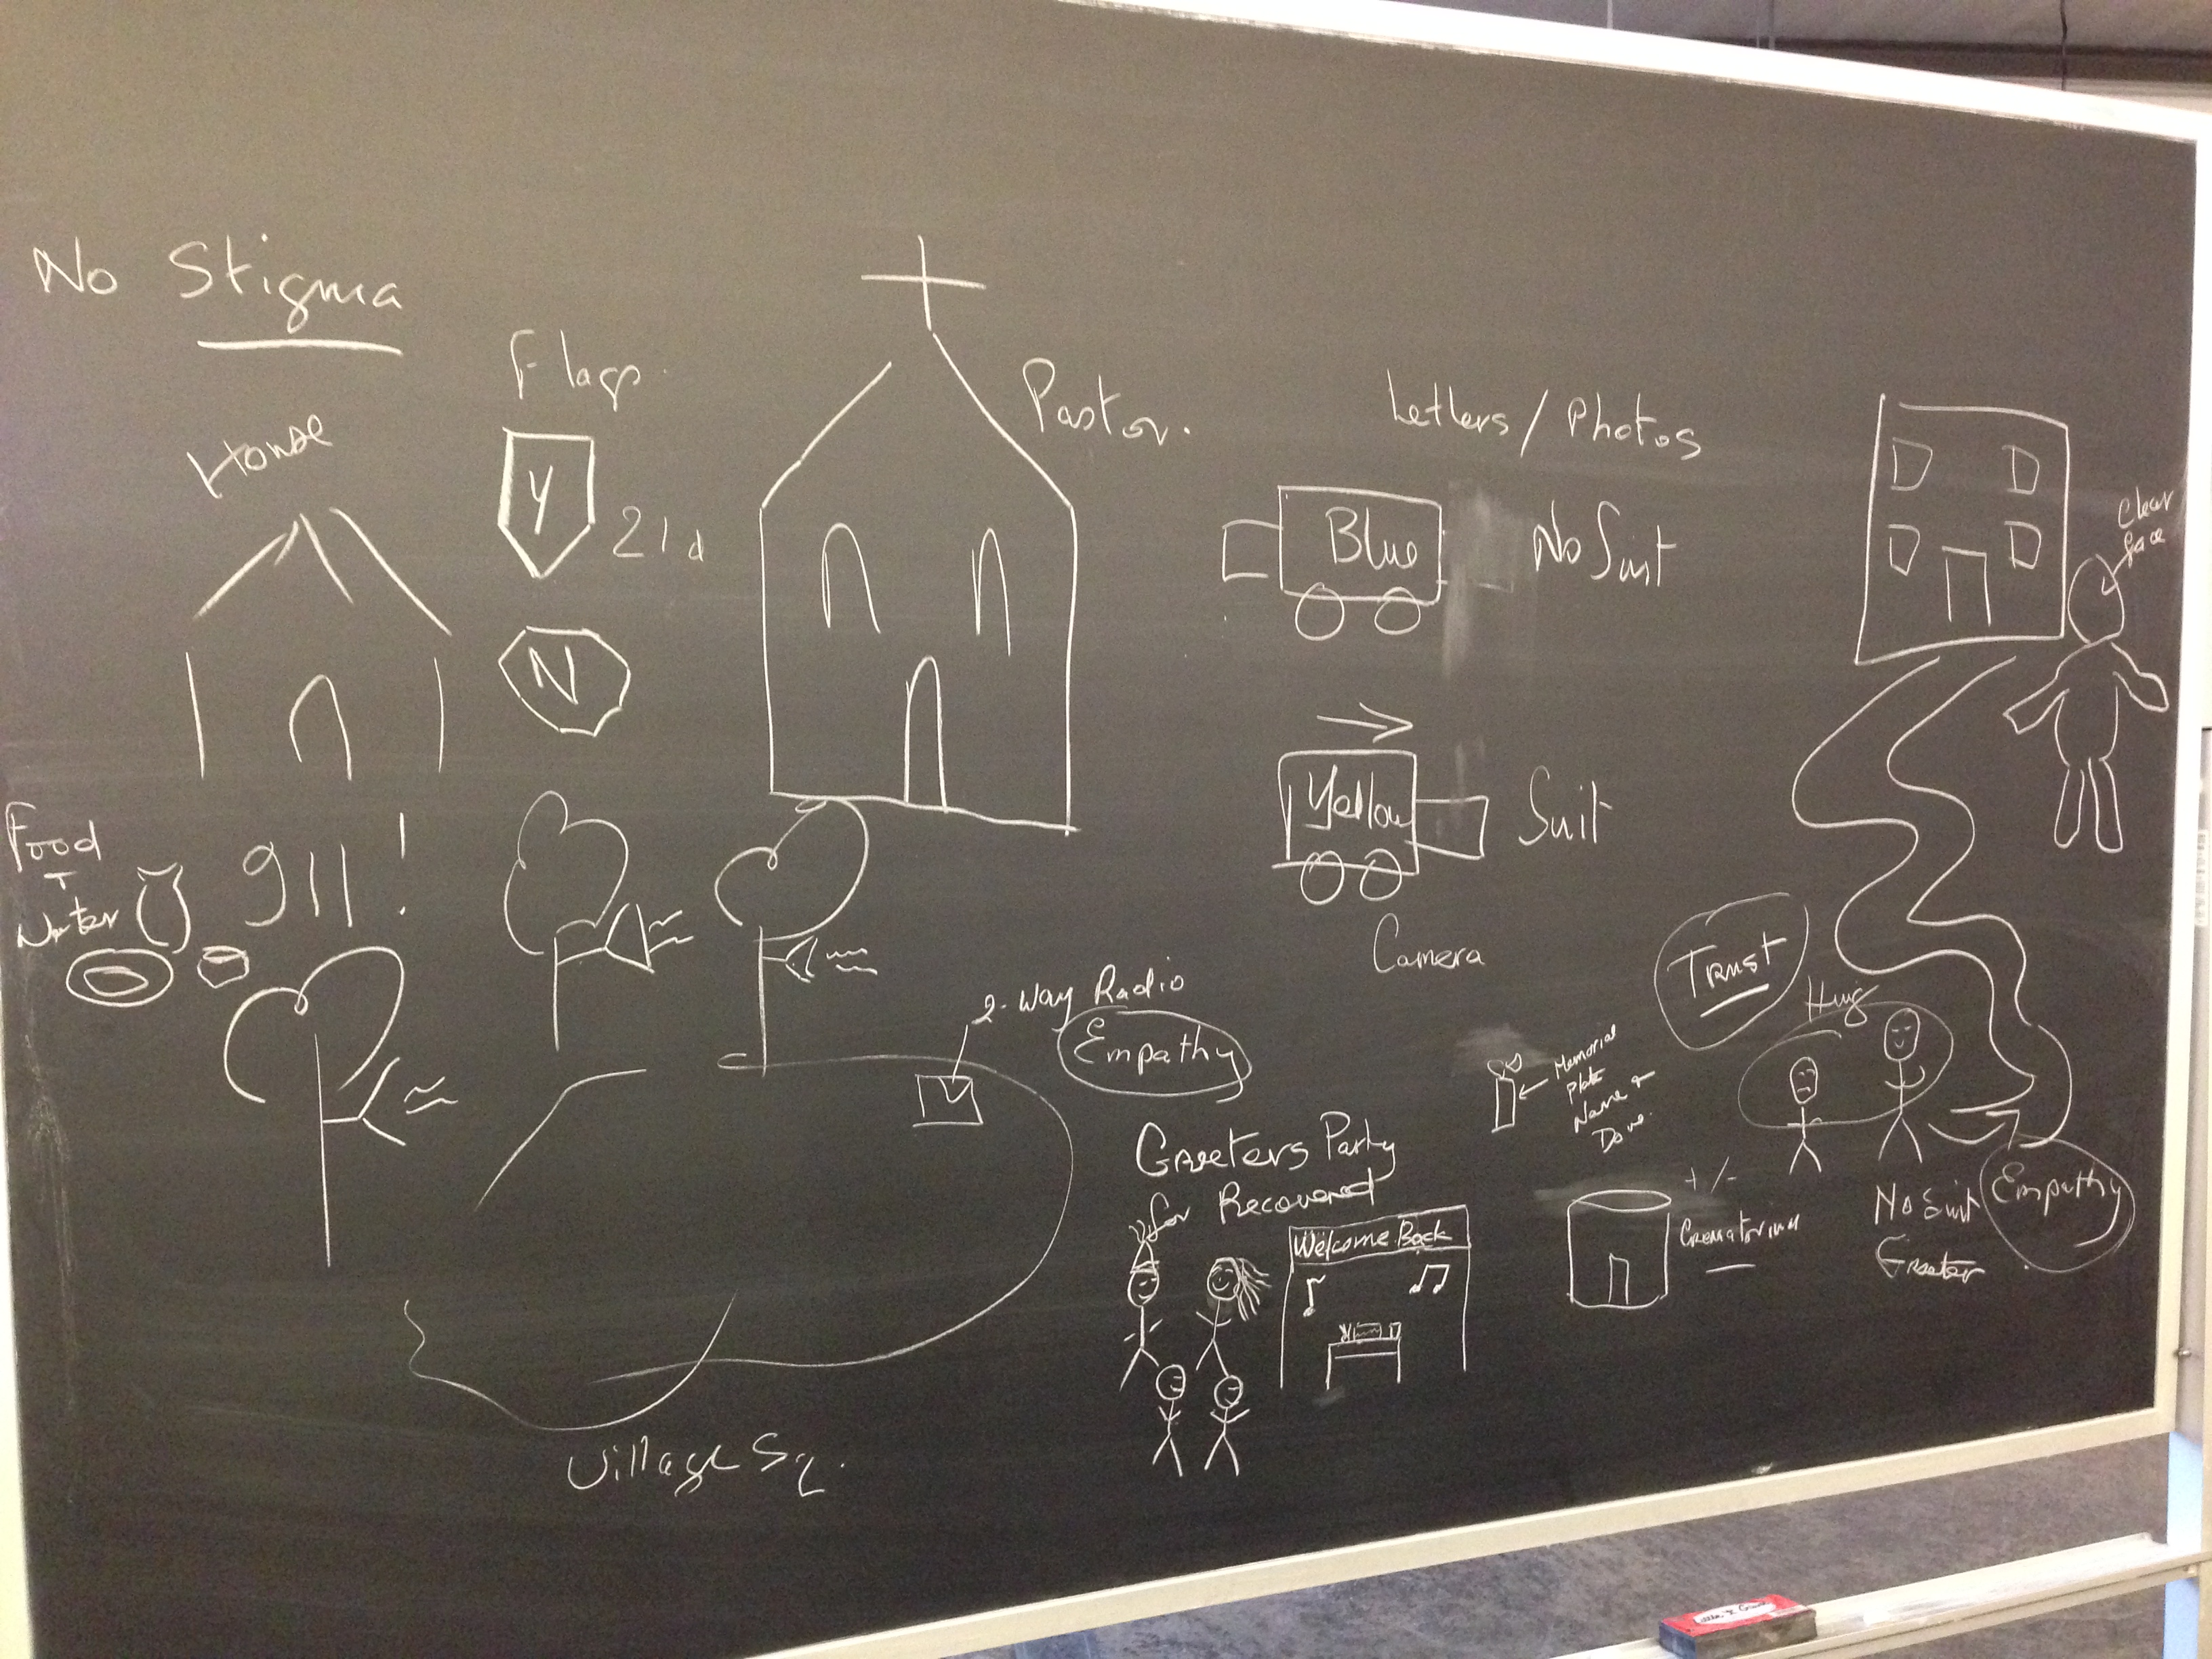 No Stigma
House
Flags.
Y
21d
N
Pastor.
Letters / Photos
Blue
No Suit
Yellow
Suit
Camera
Clear
face
Food
+
Water
911!
2-Way Radio
Empathy
Trust
Hug
Memorial
Plate
Name &
Greeters Party
for Recovered
Welcome Back
+/-
Crematorium
No Suit
Greeter
Empathy
Village Sq.